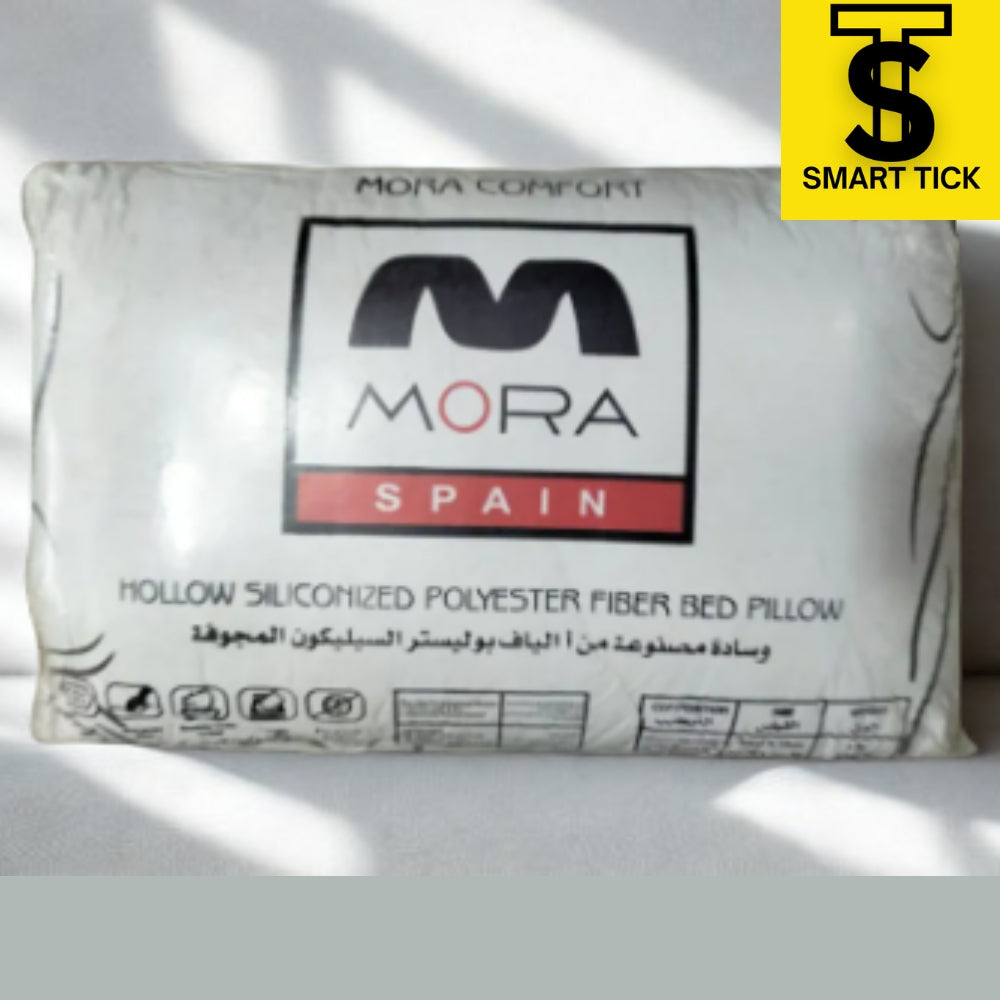 TS
SMART TICK
MORA COMFORT
MORA
SPAIN
HOLLOW SILICONIZED POLYESTER FIBER BED PILLOW
وسادة مصنوعة من ألياف بوليستر السيليكون المجوفة